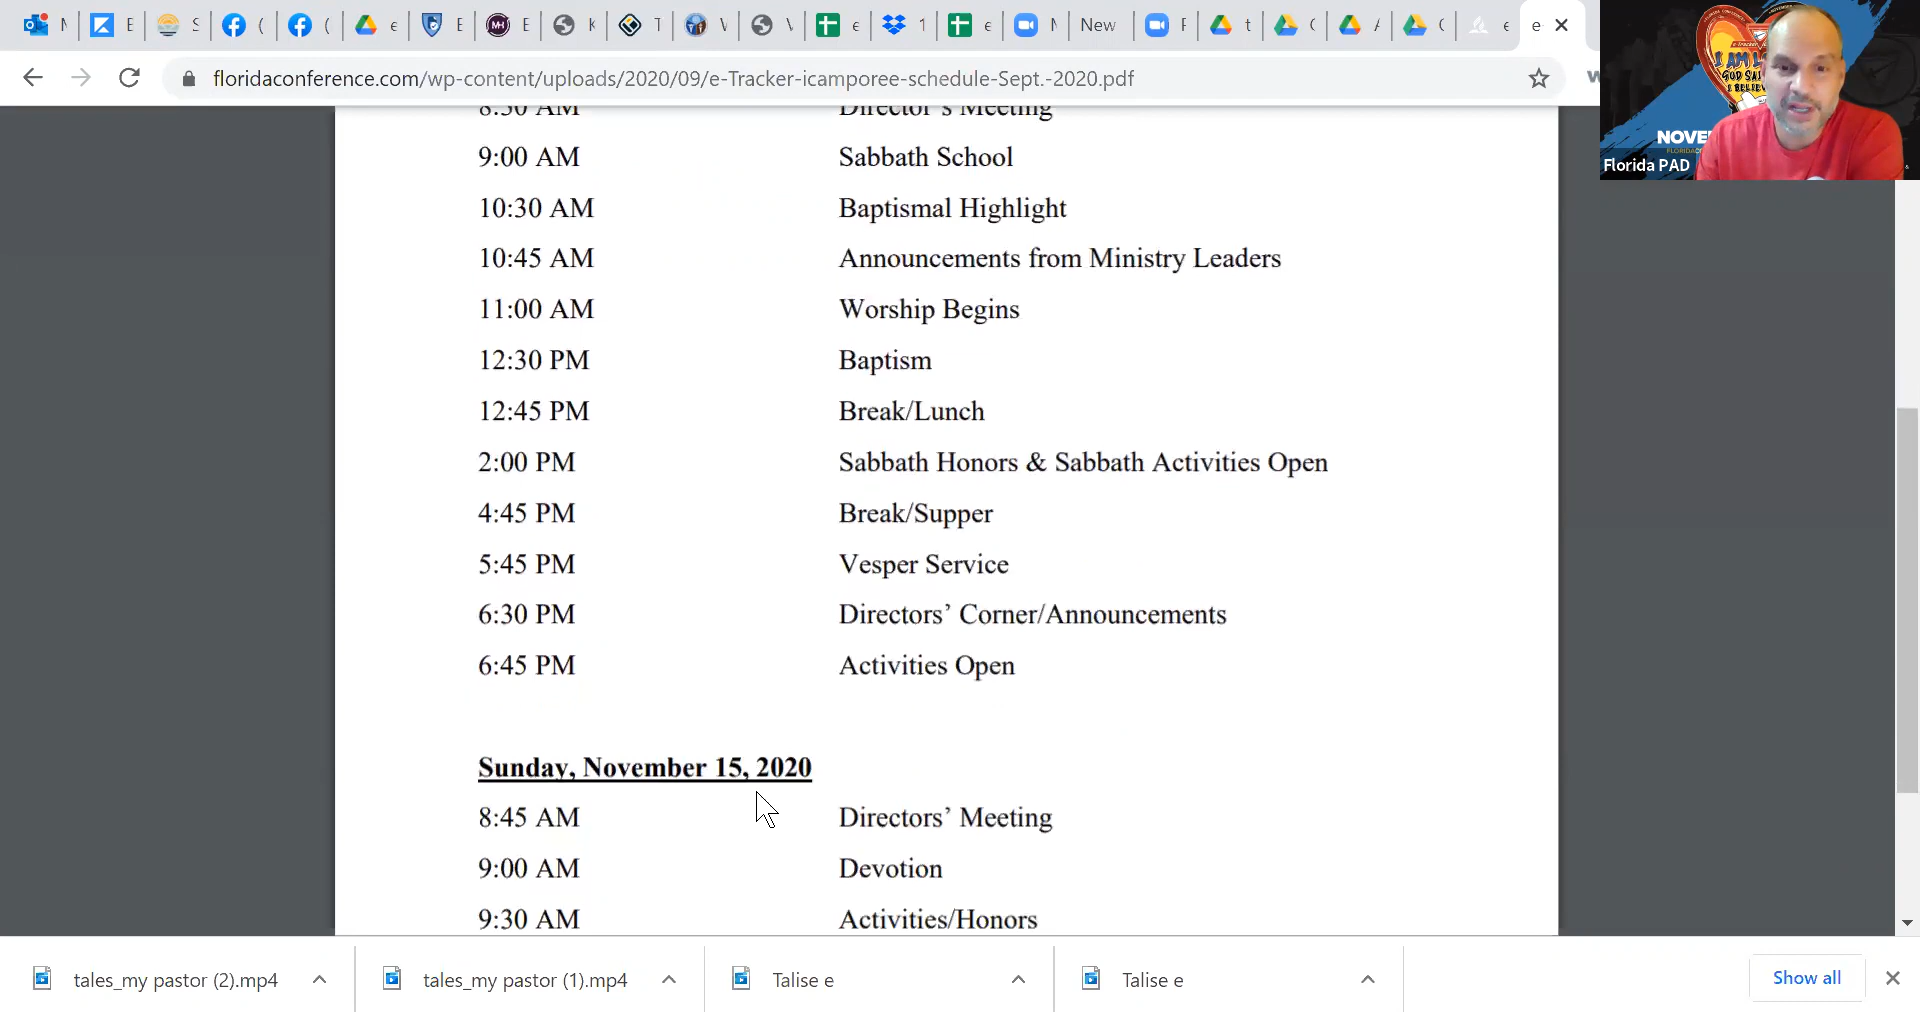 floridaconference.com/wp-content/uploads/2020/09/e-Tracker-icamporee-schedule-Sept.-2020.pdf
New
Florida PAD
8:30 AM Director's Meeting
9:00 AM Sabbath School
10:30 AM Baptismal Highlight
10:45 AM Announcements from Ministry Leaders
11:00 AM Worship Begins
12:30 PM Baptism
12:45 PM Break/Lunch
2:00 PM Sabbath Honors & Sabbath Activities Open
4:45 PM Break/Supper
5:45 PM Vesper Service
6:30 PM Directors’ Corner/Announcements
6:45 PM Activities Open
Sunday, November 15, 2020
8:45 AM Directors’ Meeting
9:00 AM Devotion
9:30 AM Activities/Honors
tales_my pastor (2).mp4
tales_my pastor (1).mp4
Talise e
Talise e
Show all